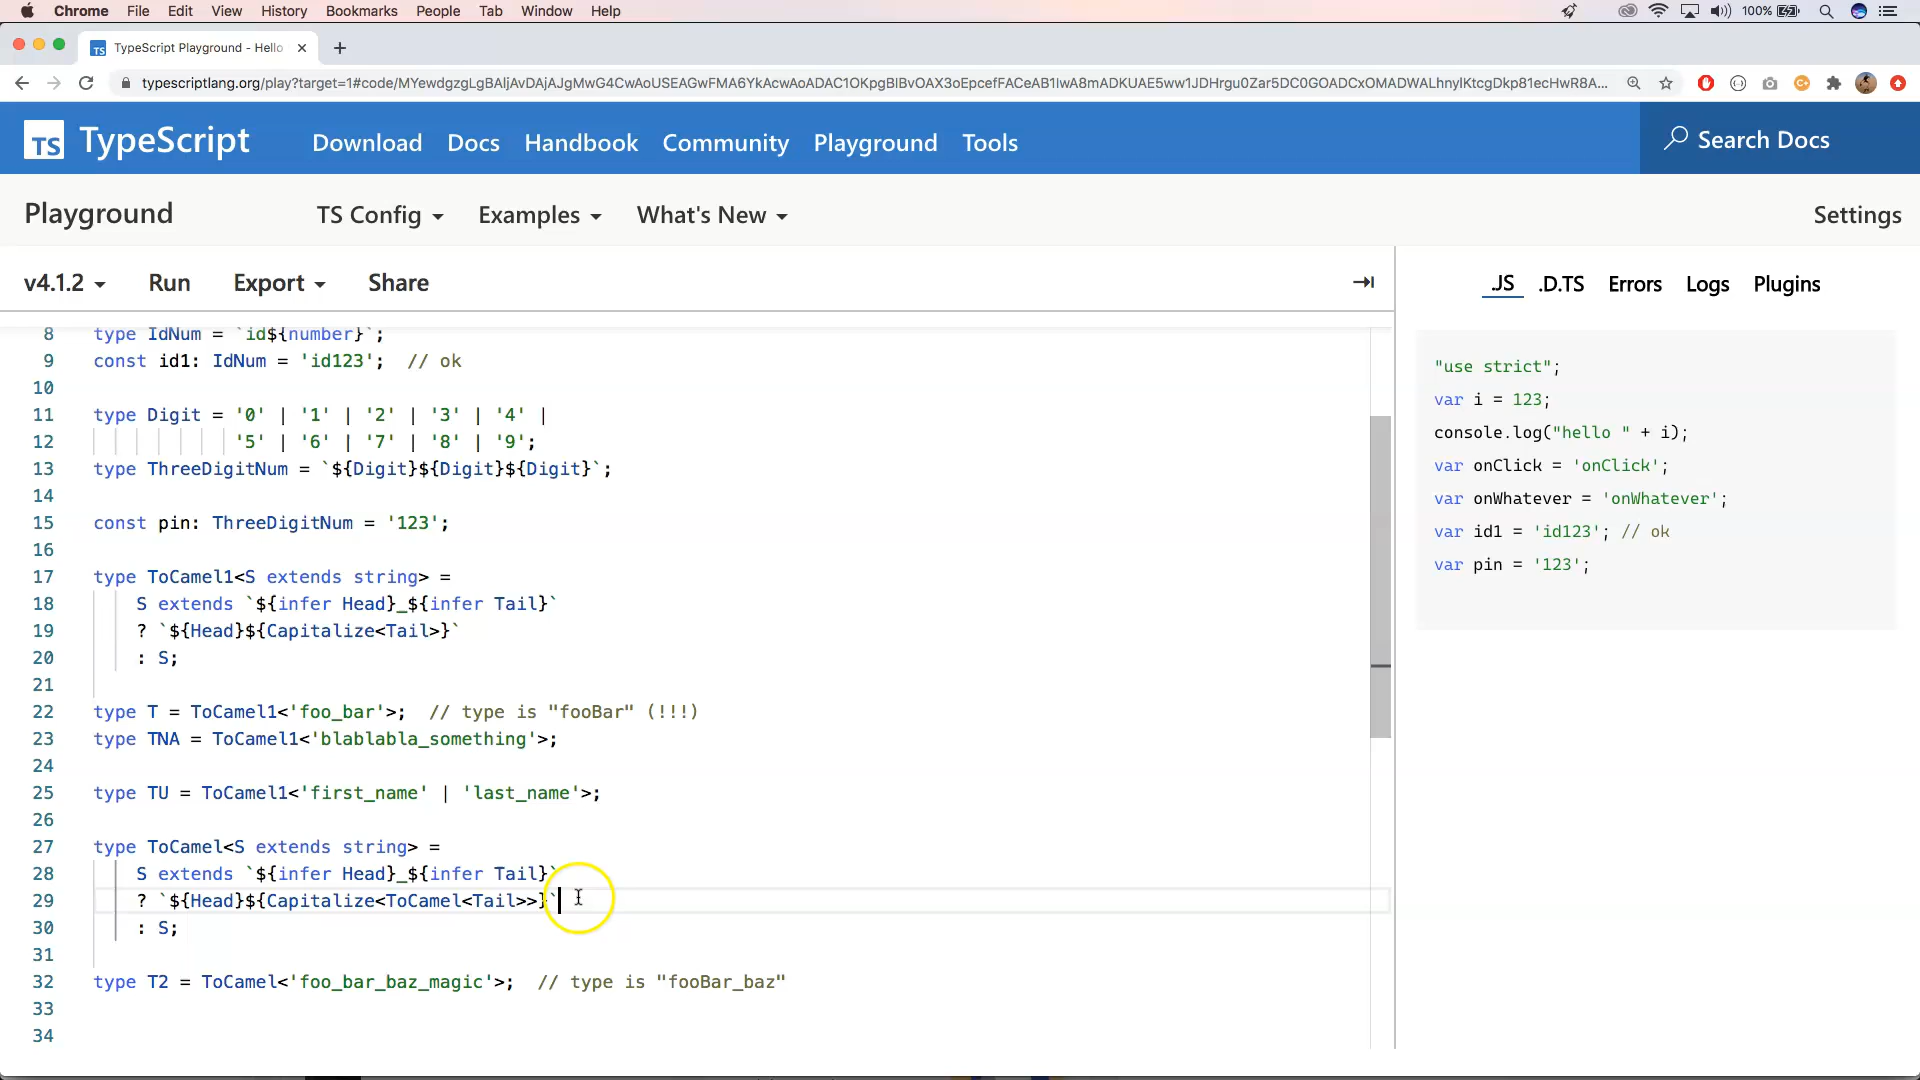 Chrome File Edit View History Bookmarks People Tab Window Help 100%
TS TypeScript Playground - Hello
typescriptlang.org/play?target=1#code/
TS TypeScript Download Docs Handbook Community Playground Tools Search Docs
Playground TS Config Examples What's New Settings
v4.1.2 Run Export Share
.JS .D.TS Errors Logs Plugins
8 type IdNum = `id${number}`;
9 const id1: IdNum = 'id123'; // ok
10
11 type Digit = '0' | '1' | '2' | '3' | '4' |
12 '5' | '6' | '7' | '8' | '9';
13 type ThreeDigitNum = `${Digit}${Digit}${Digit}`;
14
15 const pin: ThreeDigitNum = '123';
16
17 type ToCamel1<S extends string> =
18 S extends `${infer Head}_${infer Tail}`
19 ? `${Head}${Capitalize<Tail>}`
20 : S;
21
22 type T = ToCamel1<'foo_bar'>; // type is "fooBar" (!!!)
23 type TNA = ToCamel1<'blablabla_something'>;
24
25 type TU = ToCamel1<'first_name' | 'last_name'>;
26
27 type ToCamel<S extends string> =
28 S extends `${infer Head}_${infer Tail}`
29 ? `${Head}${Capitalize<ToCamel<Tail>>}`
30 : S;
31
32 type T2 = ToCamel<'foo_bar_baz_magic'>; // type is "fooBar_baz"
33
34
"use strict";
var i = 123;
console.log("hello " + i);
var onClick = 'onClick';
var onWhatever = 'onWhatever';
var id1 = 'id123'; // ok
var pin = '123';